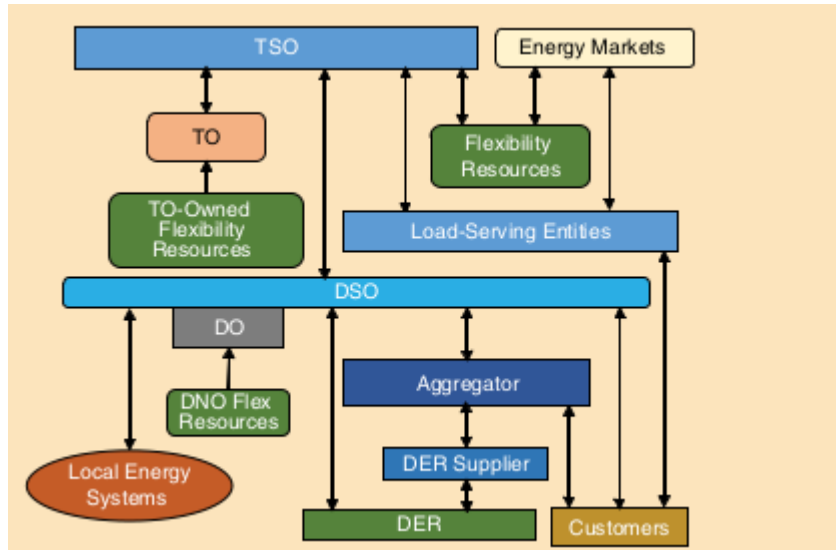 TSO
Energy Markets
TO
Flexibility
Resources
TO-Owned
Flexibility
Resources
Load-Serving Entities
DSO
DO
Aggregator
DNO Flex
Resources
DER Supplier
Local Energy
Systems
DER
Customers